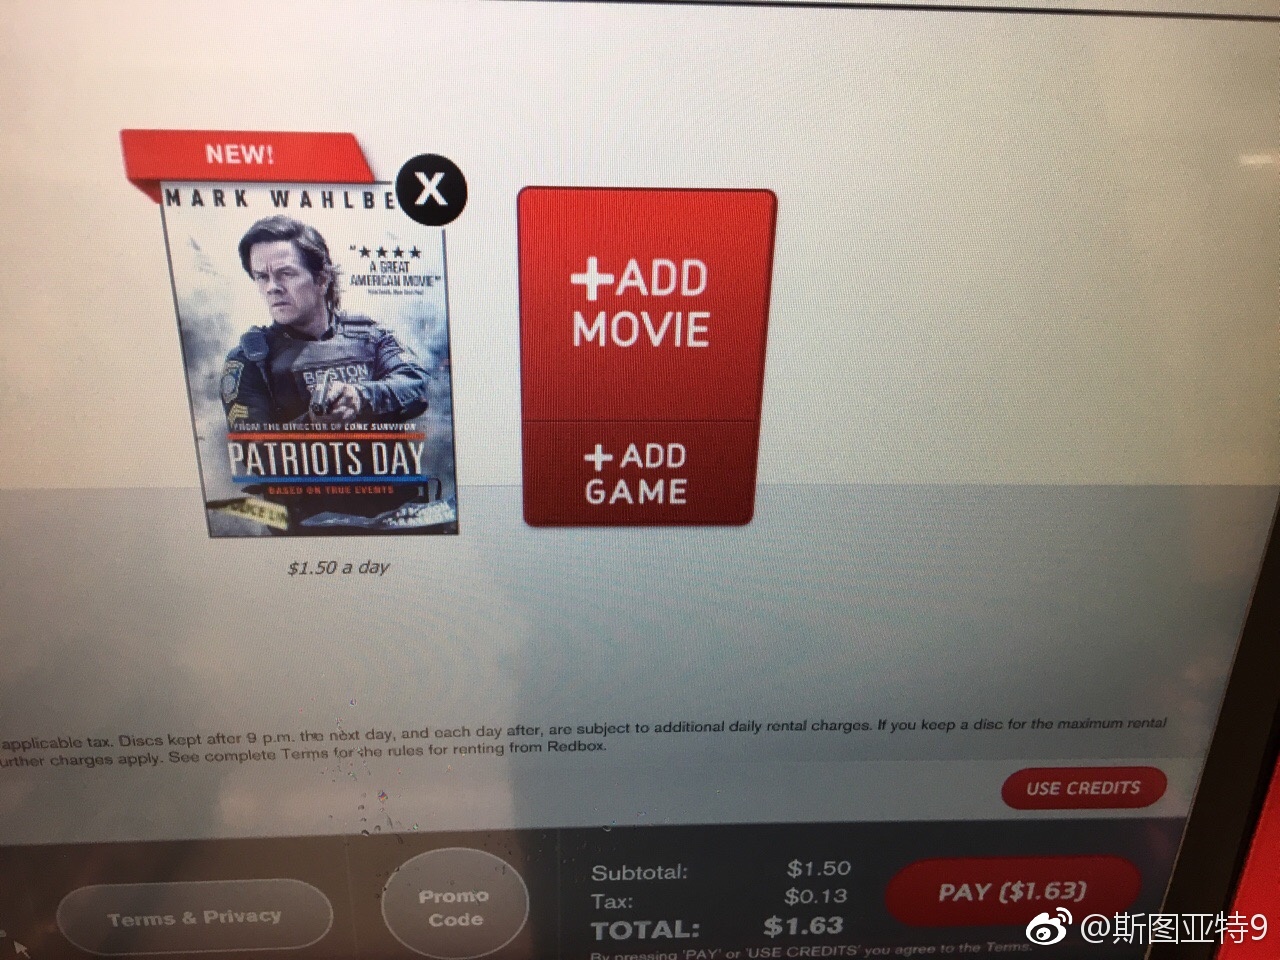 NEW!
X
MARK WAHLBE
"★★★★
A GREAT
AMERICAN MOVIE"
BOSTON
FROM THE DIRECTOR OF LONE SURVIVOR
PATRIOTS DAY
BASED ON TRUE EVENTS
$1.50 a day
+ADD
MOVIE
+ ADD
GAME
applicable tax. Discs kept after 9 p.m. the next day, and each day after, are subject to additional daily rental charges. If you keep a disc for the maximum rental
urther charges apply. See complete Terms for the rules for renting from Redbox.
USE CREDITS
Terms & Privacy
Promo
Code
Subtotal: $1.50
Tax: $0.13
TOTAL: $1.63
PAY ($1.63)
By pressing 'PAY' or 'USE CREDITS' you agree to the Terms.
@斯图亚特9